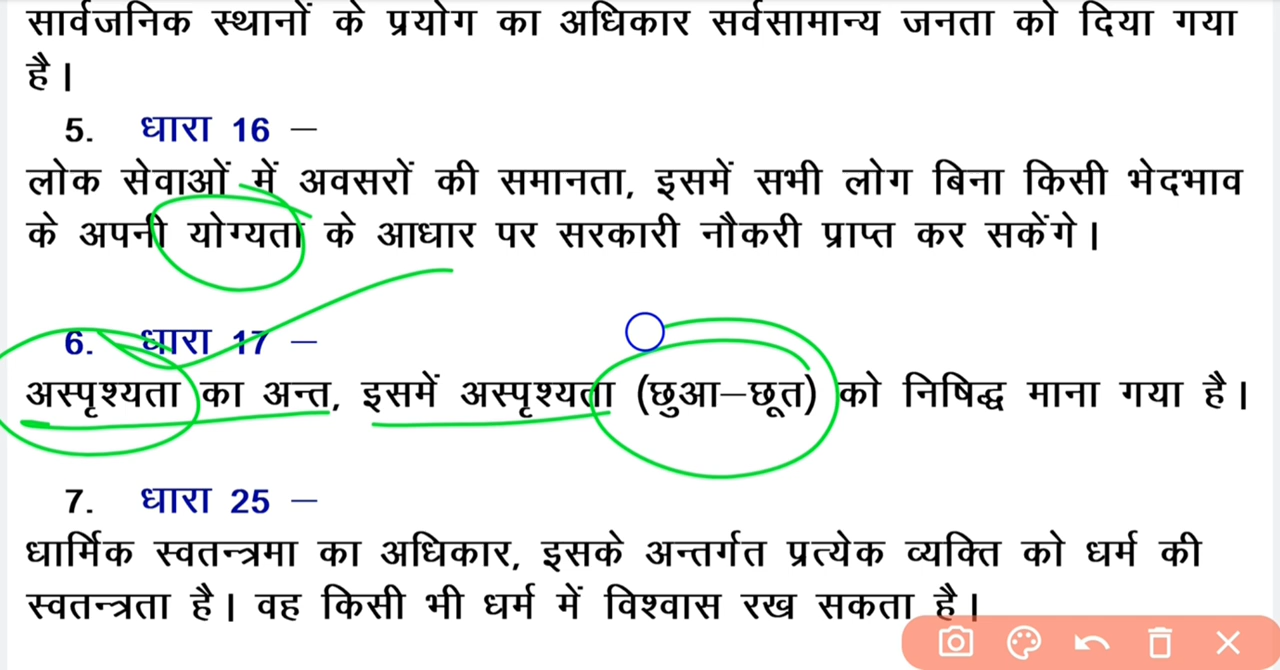 सार्वजनिक स्थानों के प्रयोग का अधिकार सर्वसामान्य जनता को दिया गया
है।
5. धारा 16 –
लोक सेवाओं में अवसरों की समानता, इसमें सभी लोग बिना किसी भेदभाव
के अपनी योग्यता के आधार पर सरकारी नौकरी प्राप्त कर सकेंगे।
6. धारा 17 –
अस्पृश्यता का अन्त, इसमें अस्पृश्यता (छुआ–छूत) को निषिद्ध माना गया है।
7. धारा 25 –
धार्मिक स्वतन्त्रमा का अधिकार, इसके अन्तर्गत प्रत्येक व्यक्ति को धर्म की
स्वतन्त्रता है। वह किसी भी धर्म में विश्वास रख सकता है।